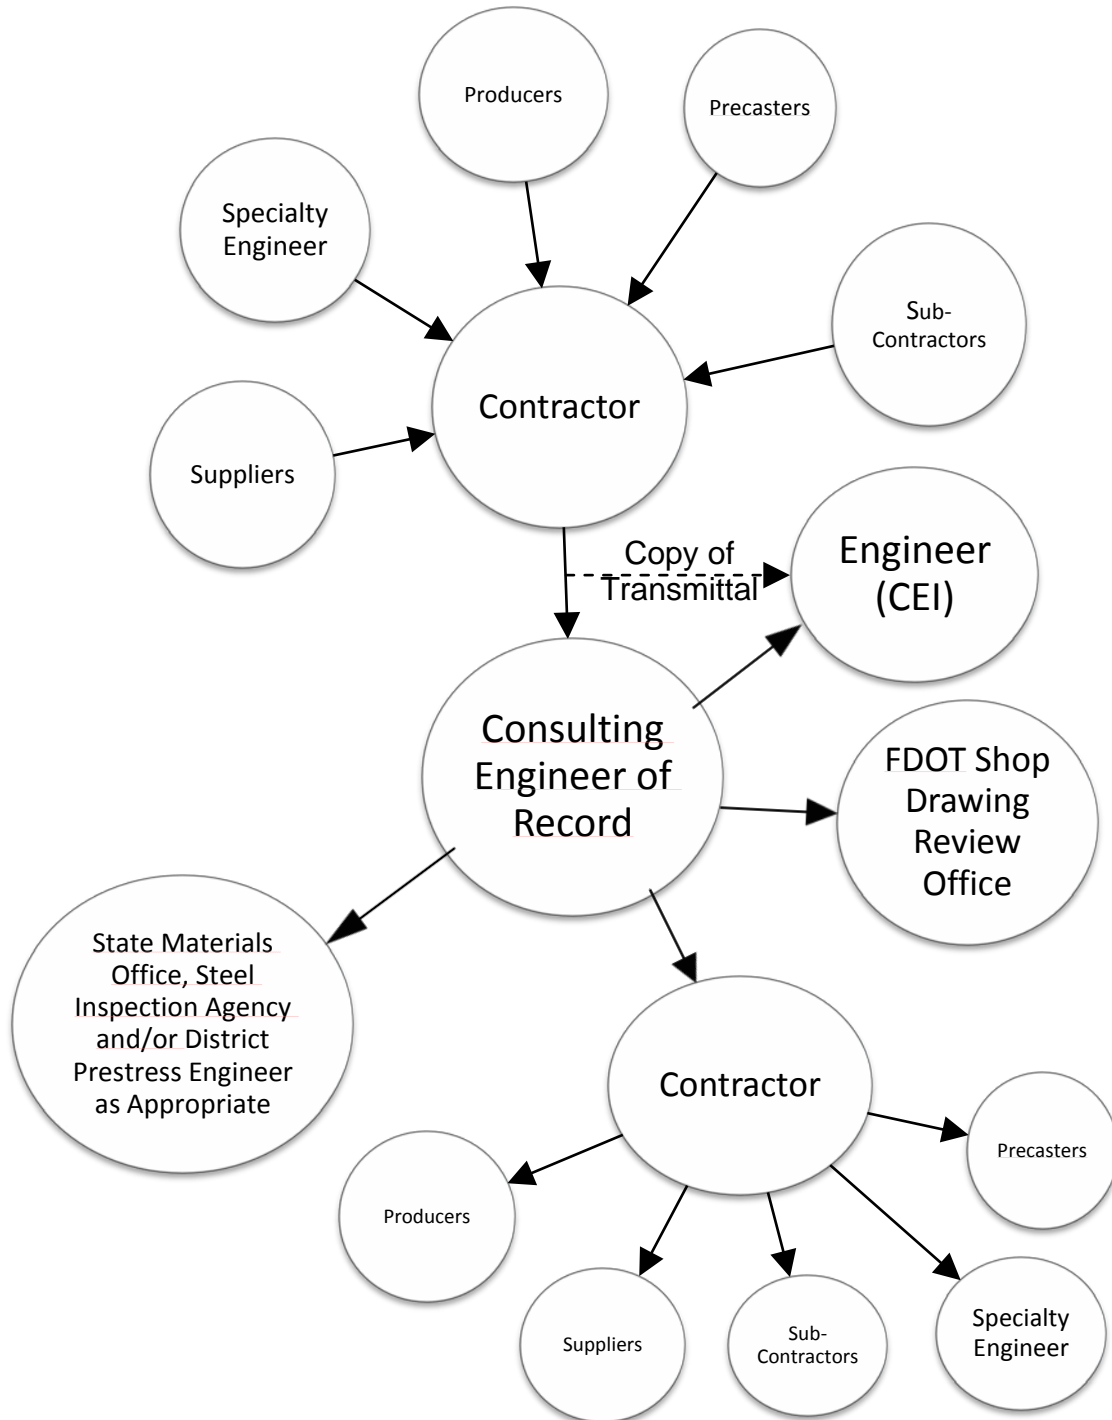 Producers
Precasters
Specialty
Engineer
Sub-
Contractors
Contractor
Suppliers
Copy of
Transmittal
Engineer
(CEI)
Consulting
Engineer of
Record
FDOT Shop
Drawing
Review
Office
State Materials
Office, Steel
Inspection Agency
and/or District
Prestress Engineer
as Appropriate
Contractor
Precasters
Producers
Suppliers
Sub-
Contractors
Specialty
Engineer